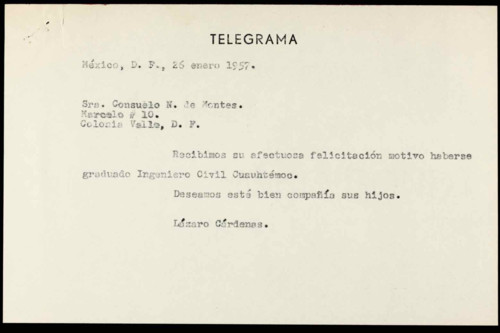 TELEGRAMA
México, D. F., 26 enero 1957.
Sra. Consuelo N. de Montes.
Marcelo # 10.
Colonia Valle, D. F.
Recibimos su afectuosa felicitación motivo haberse
graduado Ingeniero Civil Cuauhtémoc.
Deseamos esté bien compañía sus hijos.
Lázaro Cárdenas.